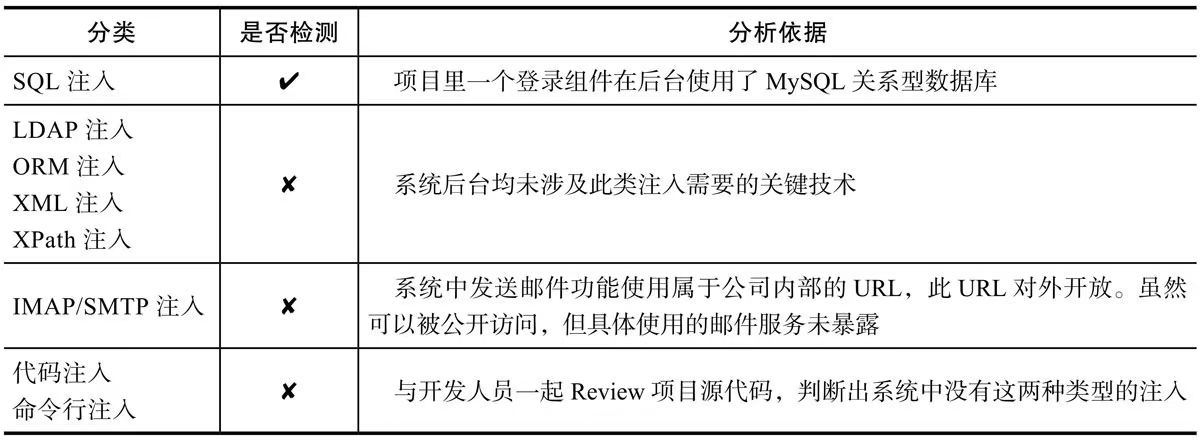 分类 是否检测 分析依据
SQL 注入 ✔ 项目里一个登录组件在后台使用了 MySQL 关系型数据库
LDAP 注入
ORM 注入
XML 注入
XPath 注入
✘ 系统后台均未涉及此类注入需要的关键技术
IMAP/SMTP 注入 ✘ 系统中发送邮件功能使用属于公司内部的 URL，此 URL 对外开放。虽然
可以被公开访问，但具体使用的邮件服务未暴露
代码注入
命令行注入
✘ 与开发人员一起 Review 项目源代码，判断出系统中没有这两种类型的注入